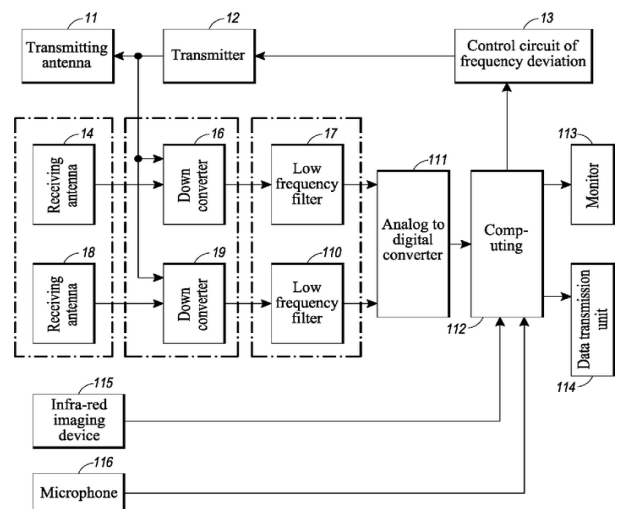 11
12
13
Transmitting
antenna
Transmitter
Control circuit of
frequency deviation
14
16
17
111
113
Receiving
antenna
Down
converter
Low
frequency
filter
Analog to
digital
converter
Comp-
uting
Monitor
18
19
110
Receiving
antenna
Down
converter
Low
frequency
filter
112
Data transmission
unit
114
115
Infra-red
imaging
device
116
Microphone